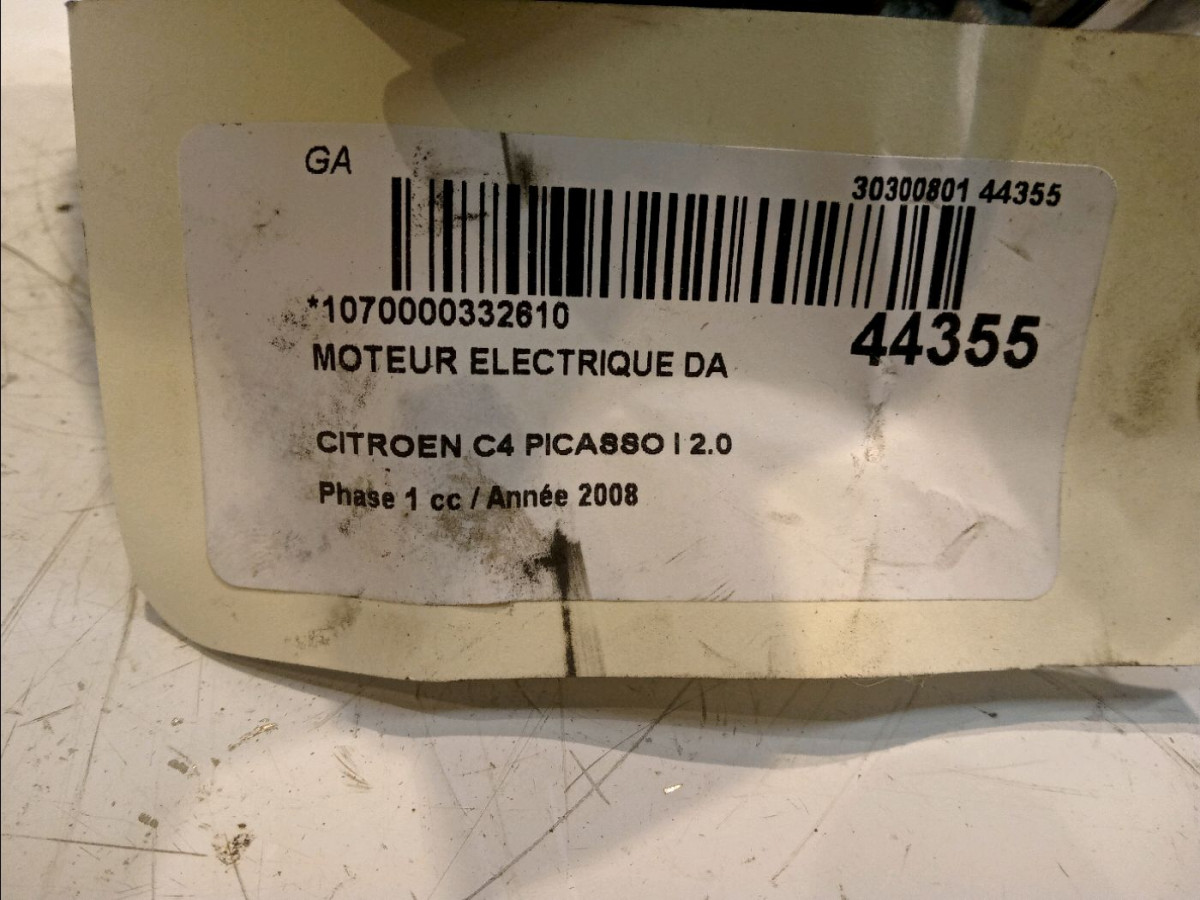 GA
30300801 44355
*1070000332610
44355
MOTEUR ELECTRIQUE DA
CITROEN C4 PICASSO I 2.0
Phase 1 cc / Année 2008